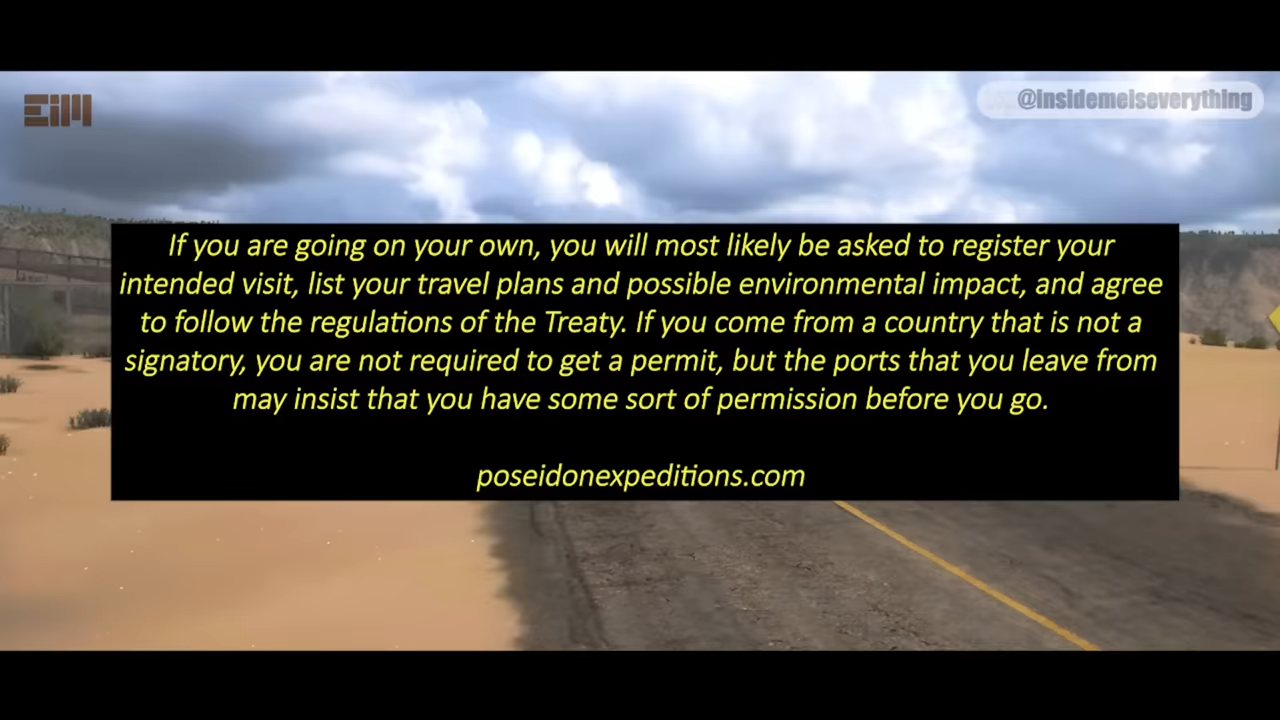 EiM
@insidemeiseverything
If you are going on your own, you will most likely be asked to register your
intended visit, list your travel plans and possible environmental impact, and agree
to follow the regulations of the Treaty. If you come from a country that is not a
signatory, you are not required to get a permit, but the ports that you leave from
may insist that you have some sort of permission before you go.
poseidonexpeditions.com